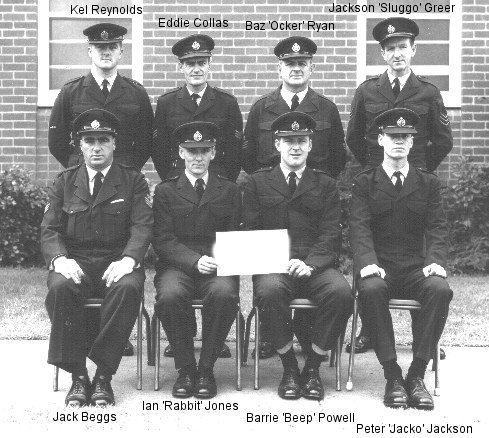 Kel Reynolds
Eddie Collas
Baz 'Ocker' Ryan
Jackson 'Sluggo' Greer
Jack Beggs
Ian 'Rabbit' Jones
Barrie 'Beep' Powell
Peter 'Jacko' Jackson